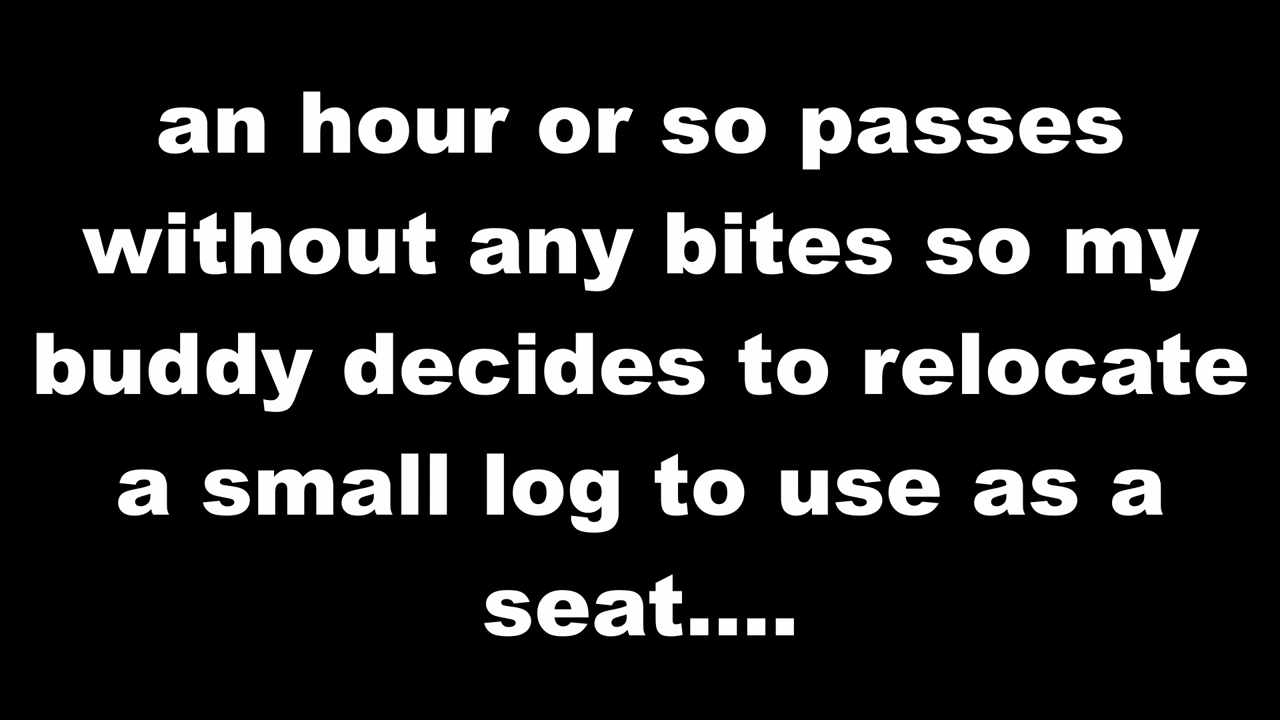 an hour or so passes
without any bites so my
buddy decides to relocate
a small log to use as a
seat....